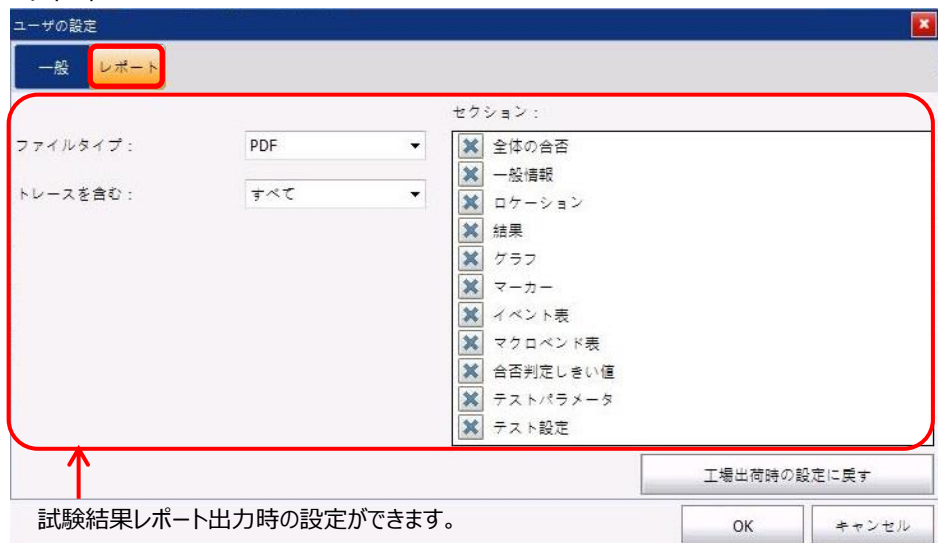 ユーザの設定
一般 レポート
セクション:
ファイルタイプ: PDF
トレースを含む: すべて
全体の合否
一般情報
ロケーション
結果
グラフ
マーカー
イベント表
マクロベンド表
合否判定しきい値
テストパラメータ
テスト設定
工場出荷時の設定に戻す
試験結果レポート出力時の設定ができます。
OK キャンセル